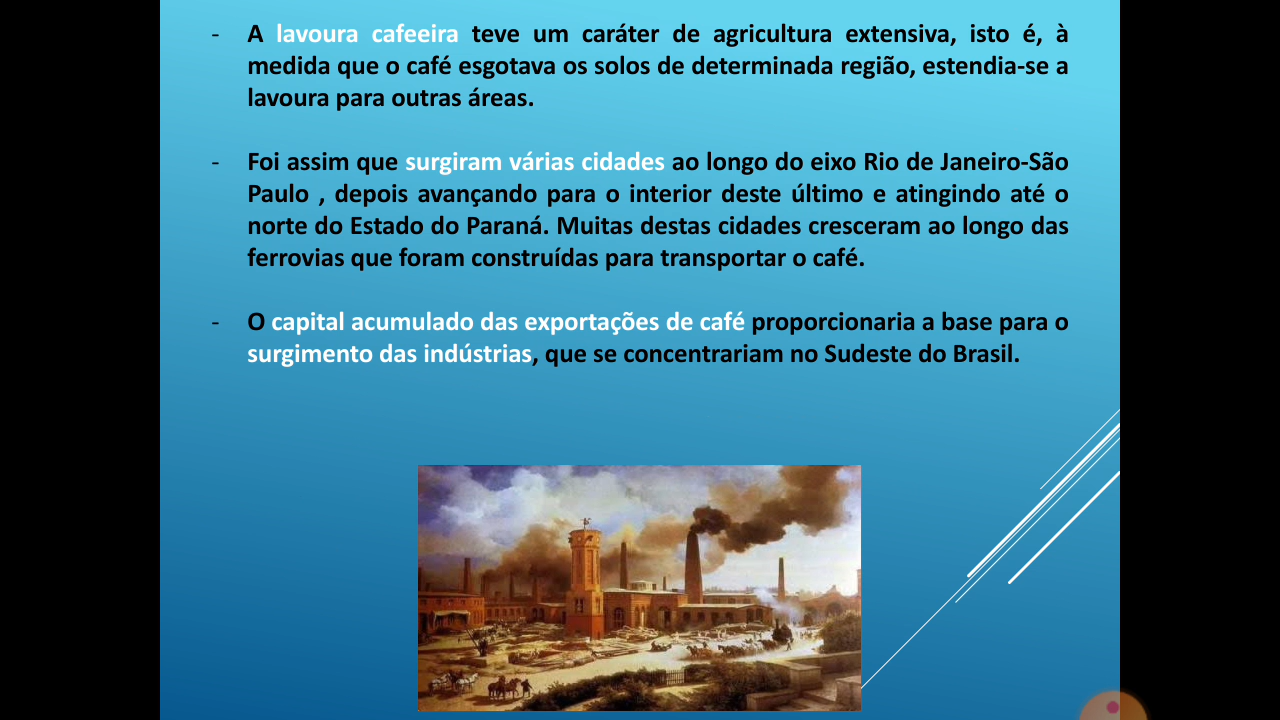 - A lavoura cafeeira teve um caráter de agricultura extensiva, isto é, à
medida que o café esgotava os solos de determinada região, estendia-se a
lavoura para outras áreas.
- Foi assim que surgiram várias cidades ao longo do eixo Rio de Janeiro-São
Paulo , depois avançando para o interior deste último e atingindo até o
norte do Estado do Paraná. Muitas destas cidades cresceram ao longo das
ferrovias que foram construídas para transportar o café.
- O capital acumulado das exportações de café proporcionaria a base para o
surgimento das indústrias, que se concentrariam no Sudeste do Brasil.